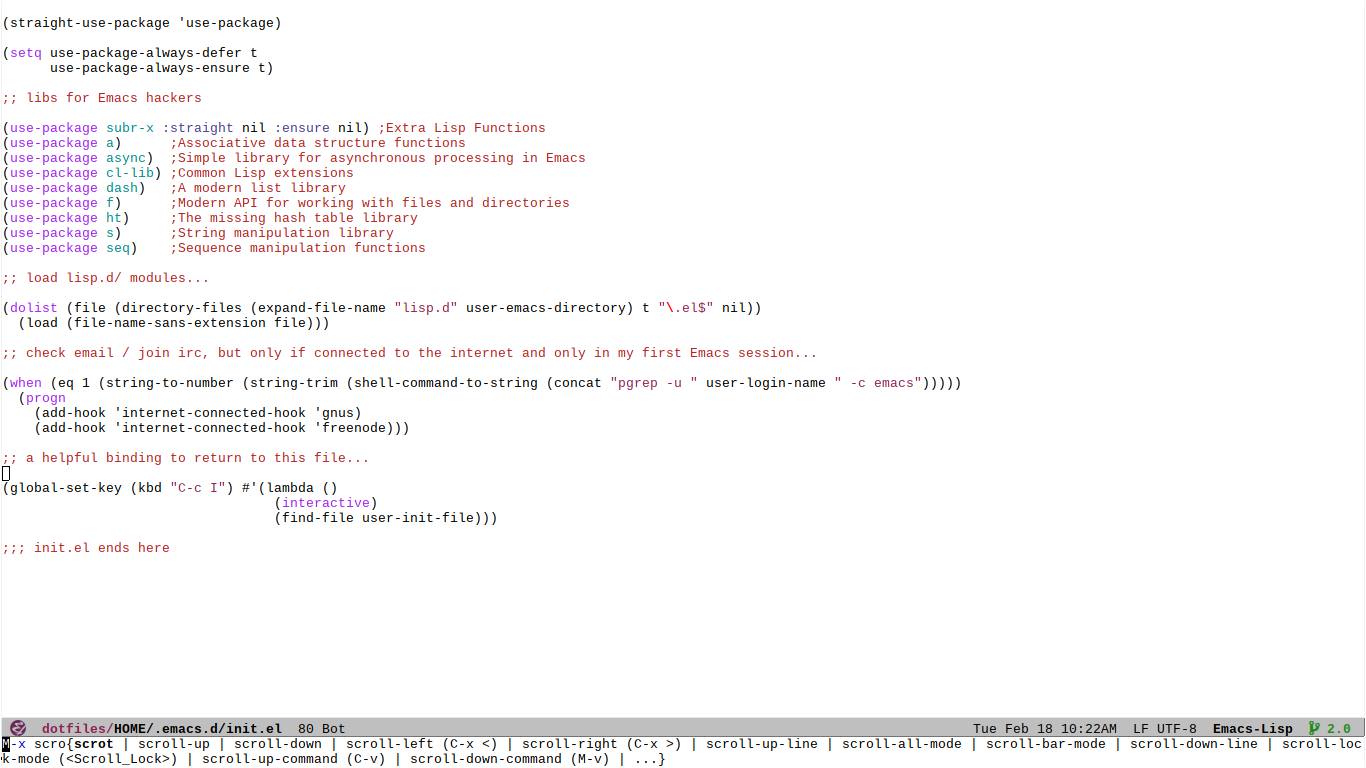 (straight-use-package 'use-package)

(setq use-package-always-defer t
      use-package-always-ensure t)

;; libs for Emacs hackers

(use-package subr-x :straight nil :ensure nil) ;Extra Lisp Functions
(use-package a)      ;Associative data structure functions
(use-package async)  ;Simple library for asynchronous processing in Emacs
(use-package cl-lib) ;Common Lisp extensions
(use-package dash)   ;A modern list library
(use-package f)      ;Modern API for working with files and directories
(use-package ht)     ;The missing hash table library
(use-package s)      ;String manipulation library
(use-package seq)    ;Sequence manipulation functions

;; load lisp.d/ modules...

(dolist (file (directory-files (expand-file-name "lisp.d" user-emacs-directory) t "\.el$" nil))
  (load (file-name-sans-extension file)))

;; check email / join irc, but only if connected to the internet and only in my first Emacs session...

(when (eq 1 (string-to-number (string-trim (shell-command-to-string (concat "pgrep -u " user-login-name " -c emacs")))))
  (progn
    (add-hook 'internet-connected-hook 'gnus)
    (add-hook 'internet-connected-hook 'freenode)))

;; a helpful binding to return to this file...

(global-set-key (kbd "C-c I") #'(lambda ()
                                  (interactive)
                                  (find-file user-init-file)))

;;; init.el ends here

dotfiles/HOME/.emacs.d/init.el  80 Bot  Tue Feb 18 10:22AM  LF UTF-8  Emacs-Lisp  2.0
M-x scro{scrot | scroll-up | scroll-down | scroll-left (C-x <) | scroll-right (C-x >) | scroll-up-line | scroll-all-mode | scroll-bar-mode | scroll-down-line | scroll-loc
k-mode (<Scroll_Lock>) | scroll-up-command (C-v) | scroll-down-command (M-v) | ...}